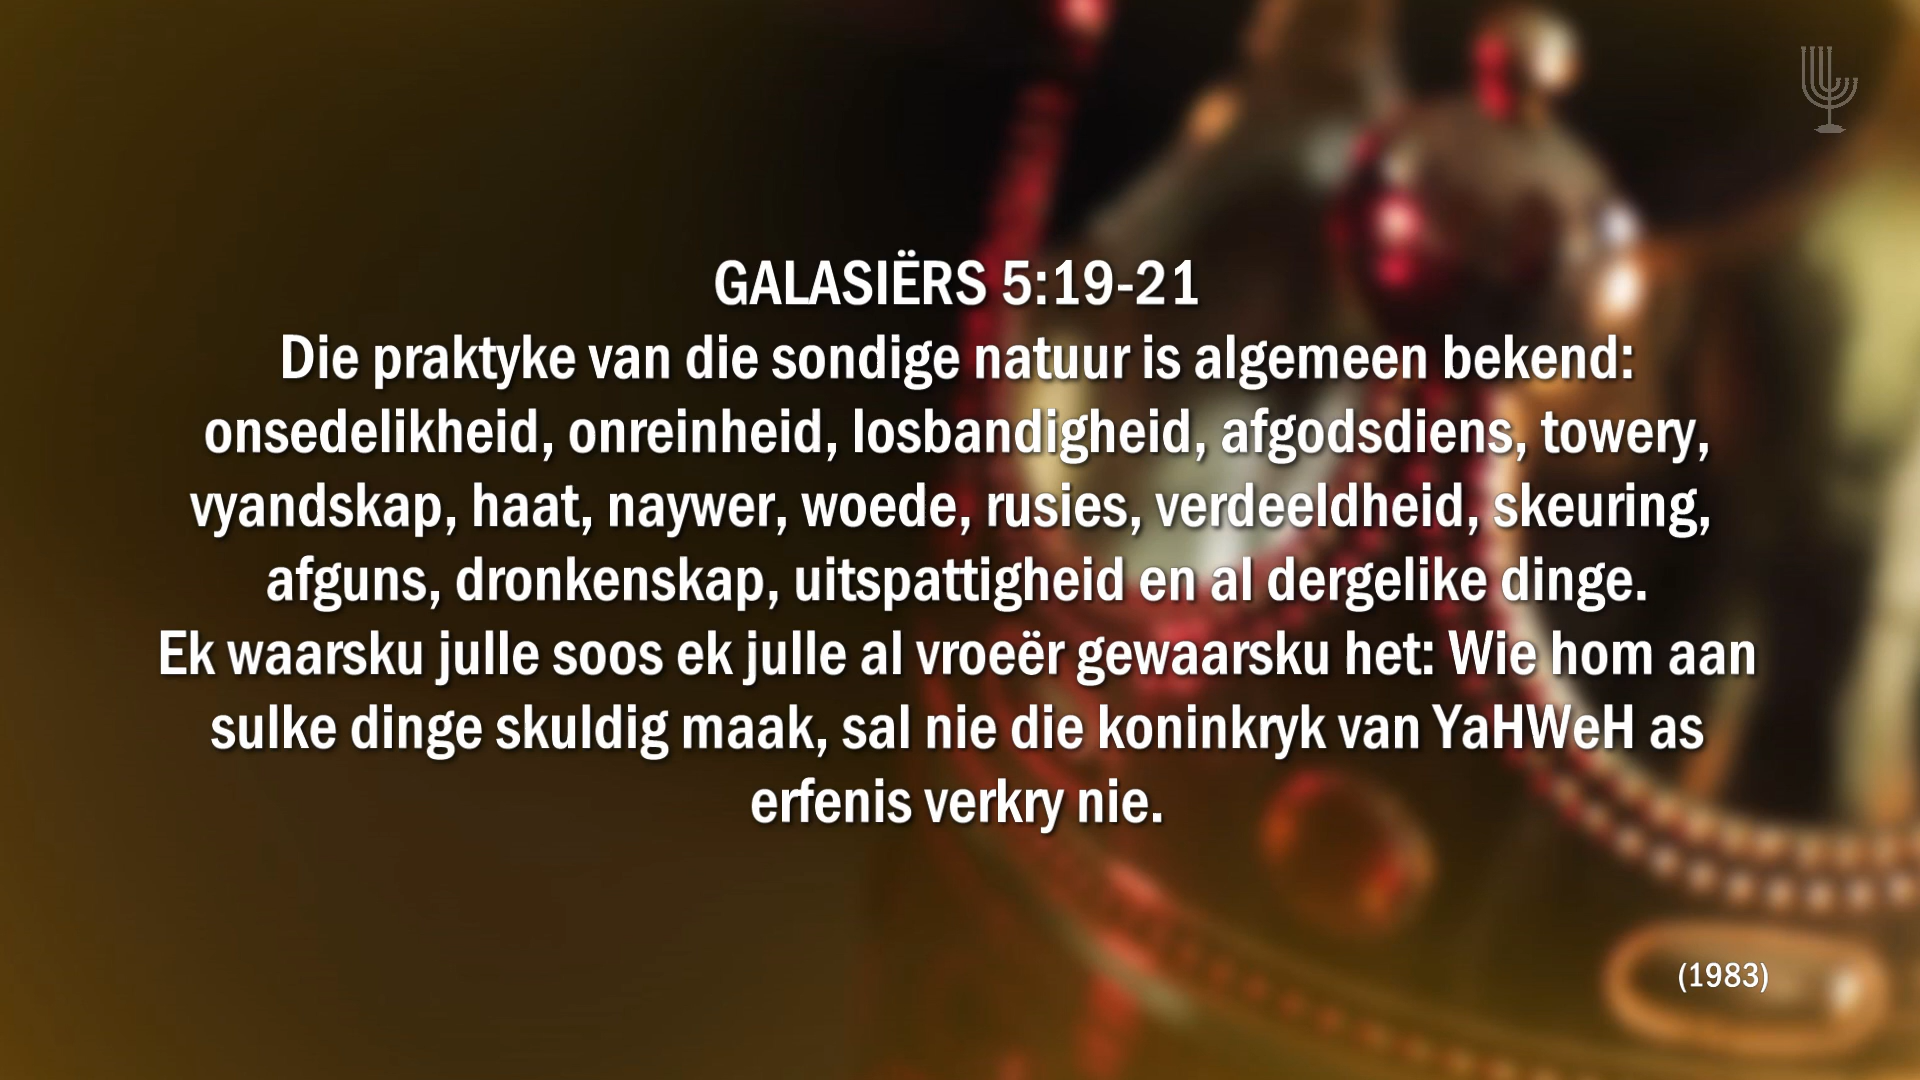 GALASIËRS 5:19-21
Die praktyke van die sondige natuur is algemeen bekend:
onsedelikheid, onreinheid, losbandigheid, afgodsdiens, towery,
vyandskap, haat, naywer, woede, rusies, verdeeldheid, skeuring,
afguns, dronkenskap, uitspattigheid en al dergelike dinge.
Ek waarsku julle soos ek julle al vroeër gewaarsku het: Wie hom aan
sulke dinge skuldig maak, sal nie die koninkryk van YaHWeH as
erfenis verkry nie.
(1983)